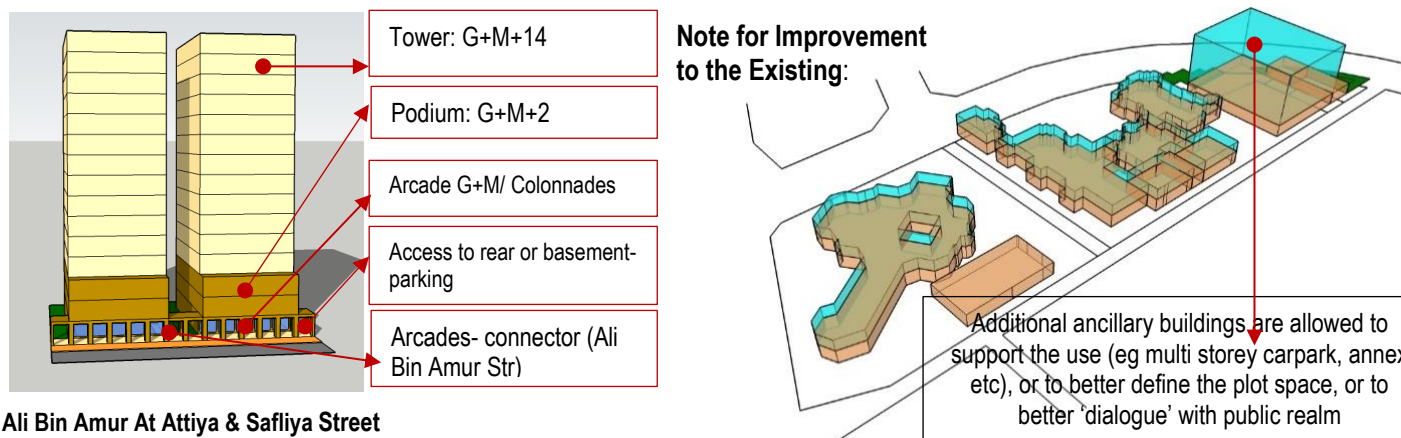 Tower: G+M+14
Podium: G+M+2
Arcade G+M/ Colonnades
Access to rear or basement-
parking
Arcades- connector (Ali
Bin Amur Str)
Ali Bin Amur At Attiya & Safliya Street
Note for Improvement
to the Existing:
Additional ancillary buildings are allowed to
support the use (eg multi storey carpark, annex
etc), or to better define the plot space, or to
better ‘dialogue’ with public realm